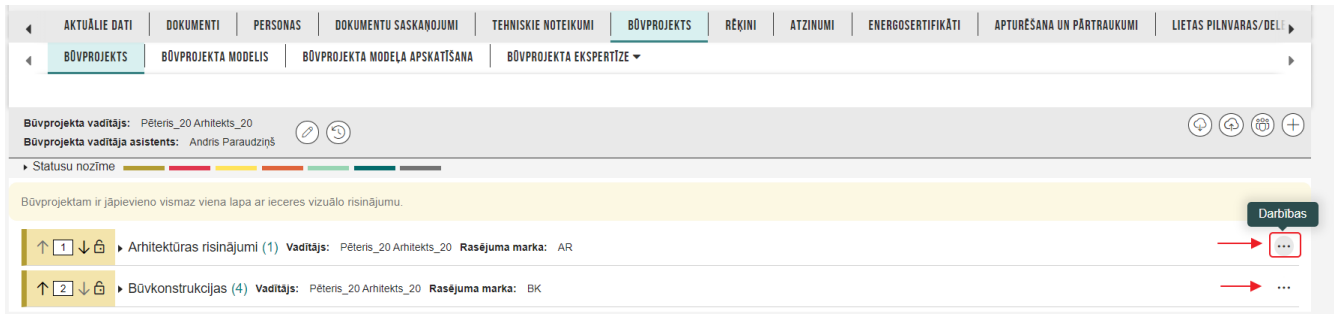 AKTUĀLIE DATI DOKUMENTI PERSONAS DOKUMENTU SASKAŅOJUMI TEHNISKIE NOTEIKUMI BŪVPROJEKTS RĒĶINI ATZINUMI ENERGOSERTIFIKĀTI APTURĒŠANA UN PĀRTRAUKUMI LIETAS PILNVARAS/DELE
BŪVPROJEKTS BŪVPROJEKTA MODELIS BŪVPROJEKTA MODEĻA APSKATĪŠANA BŪVPROJEKTA EKSPERTĪZE
Būvprojekta vadītājs: Pēteris_20 Arhitekts_20
Būvprojekta vadītāja asistents: Andris Paraudziņš
Statusu nozīme
Būvprojektam ir jāpievieno vismaz viena lapa ar ieceres vizuālo risinājumu.
Darbības
1 Arhitektūras risinājumi (1) Vadītājs: Pēteris_20 Arhitekts_20 Rasējuma marka: AR
2 Būvkonstrukcijas (4) Vadītājs: Pēteris_20 Arhitekts_20 Rasējuma marka: BK